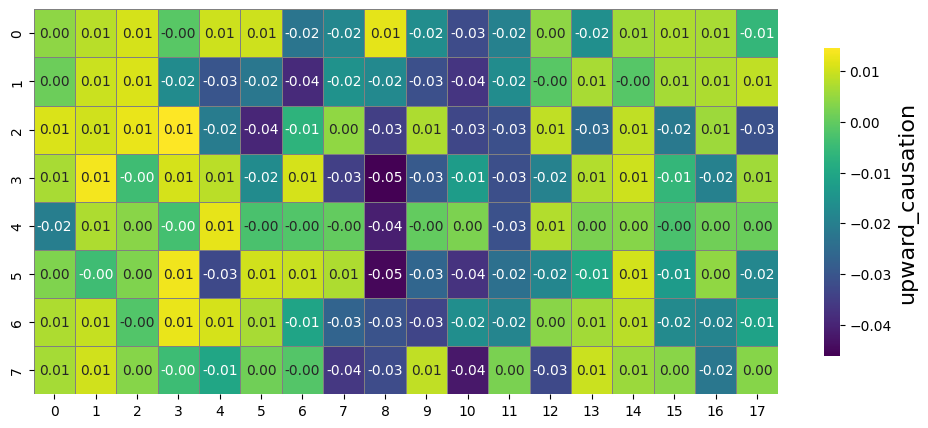 0 0.00 0.01 0.01 -0.00 0.01 0.01 -0.02 -0.02 0.01 -0.02 -0.03 -0.02 0.00 -0.02 0.01 0.01 0.01 -0.01
1 0.00 0.01 0.01 -0.02 -0.03 -0.02 -0.04 -0.02 -0.02 -0.03 -0.04 -0.02 -0.00 0.01 -0.00 0.01 0.01 0.01
2 0.01 0.01 0.01 0.01 -0.02 -0.04 -0.01 0.00 -0.03 0.01 -0.03 -0.03 0.01 -0.03 0.01 -0.02 0.01 -0.03
3 0.01 0.01 -0.00 0.01 0.01 -0.02 0.01 -0.03 -0.05 -0.03 -0.01 -0.03 -0.02 0.01 0.01 -0.01 -0.02 0.01
4 -0.02 0.01 0.00 -0.00 0.01 -0.00 -0.00 -0.00 -0.04 -0.00 0.00 -0.03 0.01 0.00 0.00 -0.00 0.00 0.00
5 0.00 -0.00 0.00 0.01 -0.03 0.01 0.01 0.01 -0.05 -0.03 -0.04 -0.02 -0.02 -0.01 0.01 -0.01 0.00 -0.02
6 0.01 0.01 -0.00 0.01 0.01 0.01 -0.01 -0.03 -0.03 -0.03 -0.02 -0.02 0.00 0.01 0.01 -0.02 -0.02 -0.01
7 0.01 0.01 0.00 -0.00 -0.01 0.00 -0.00 -0.04 -0.03 0.01 -0.04 0.00 -0.03 0.01 0.01 0.00 -0.02 0.00
0 1 2 3 4 5 6 7 8 9 10 11 12 13 14 15 16 17
0.01
0.00
−0.01
−0.02
−0.03
−0.04
upward_causation